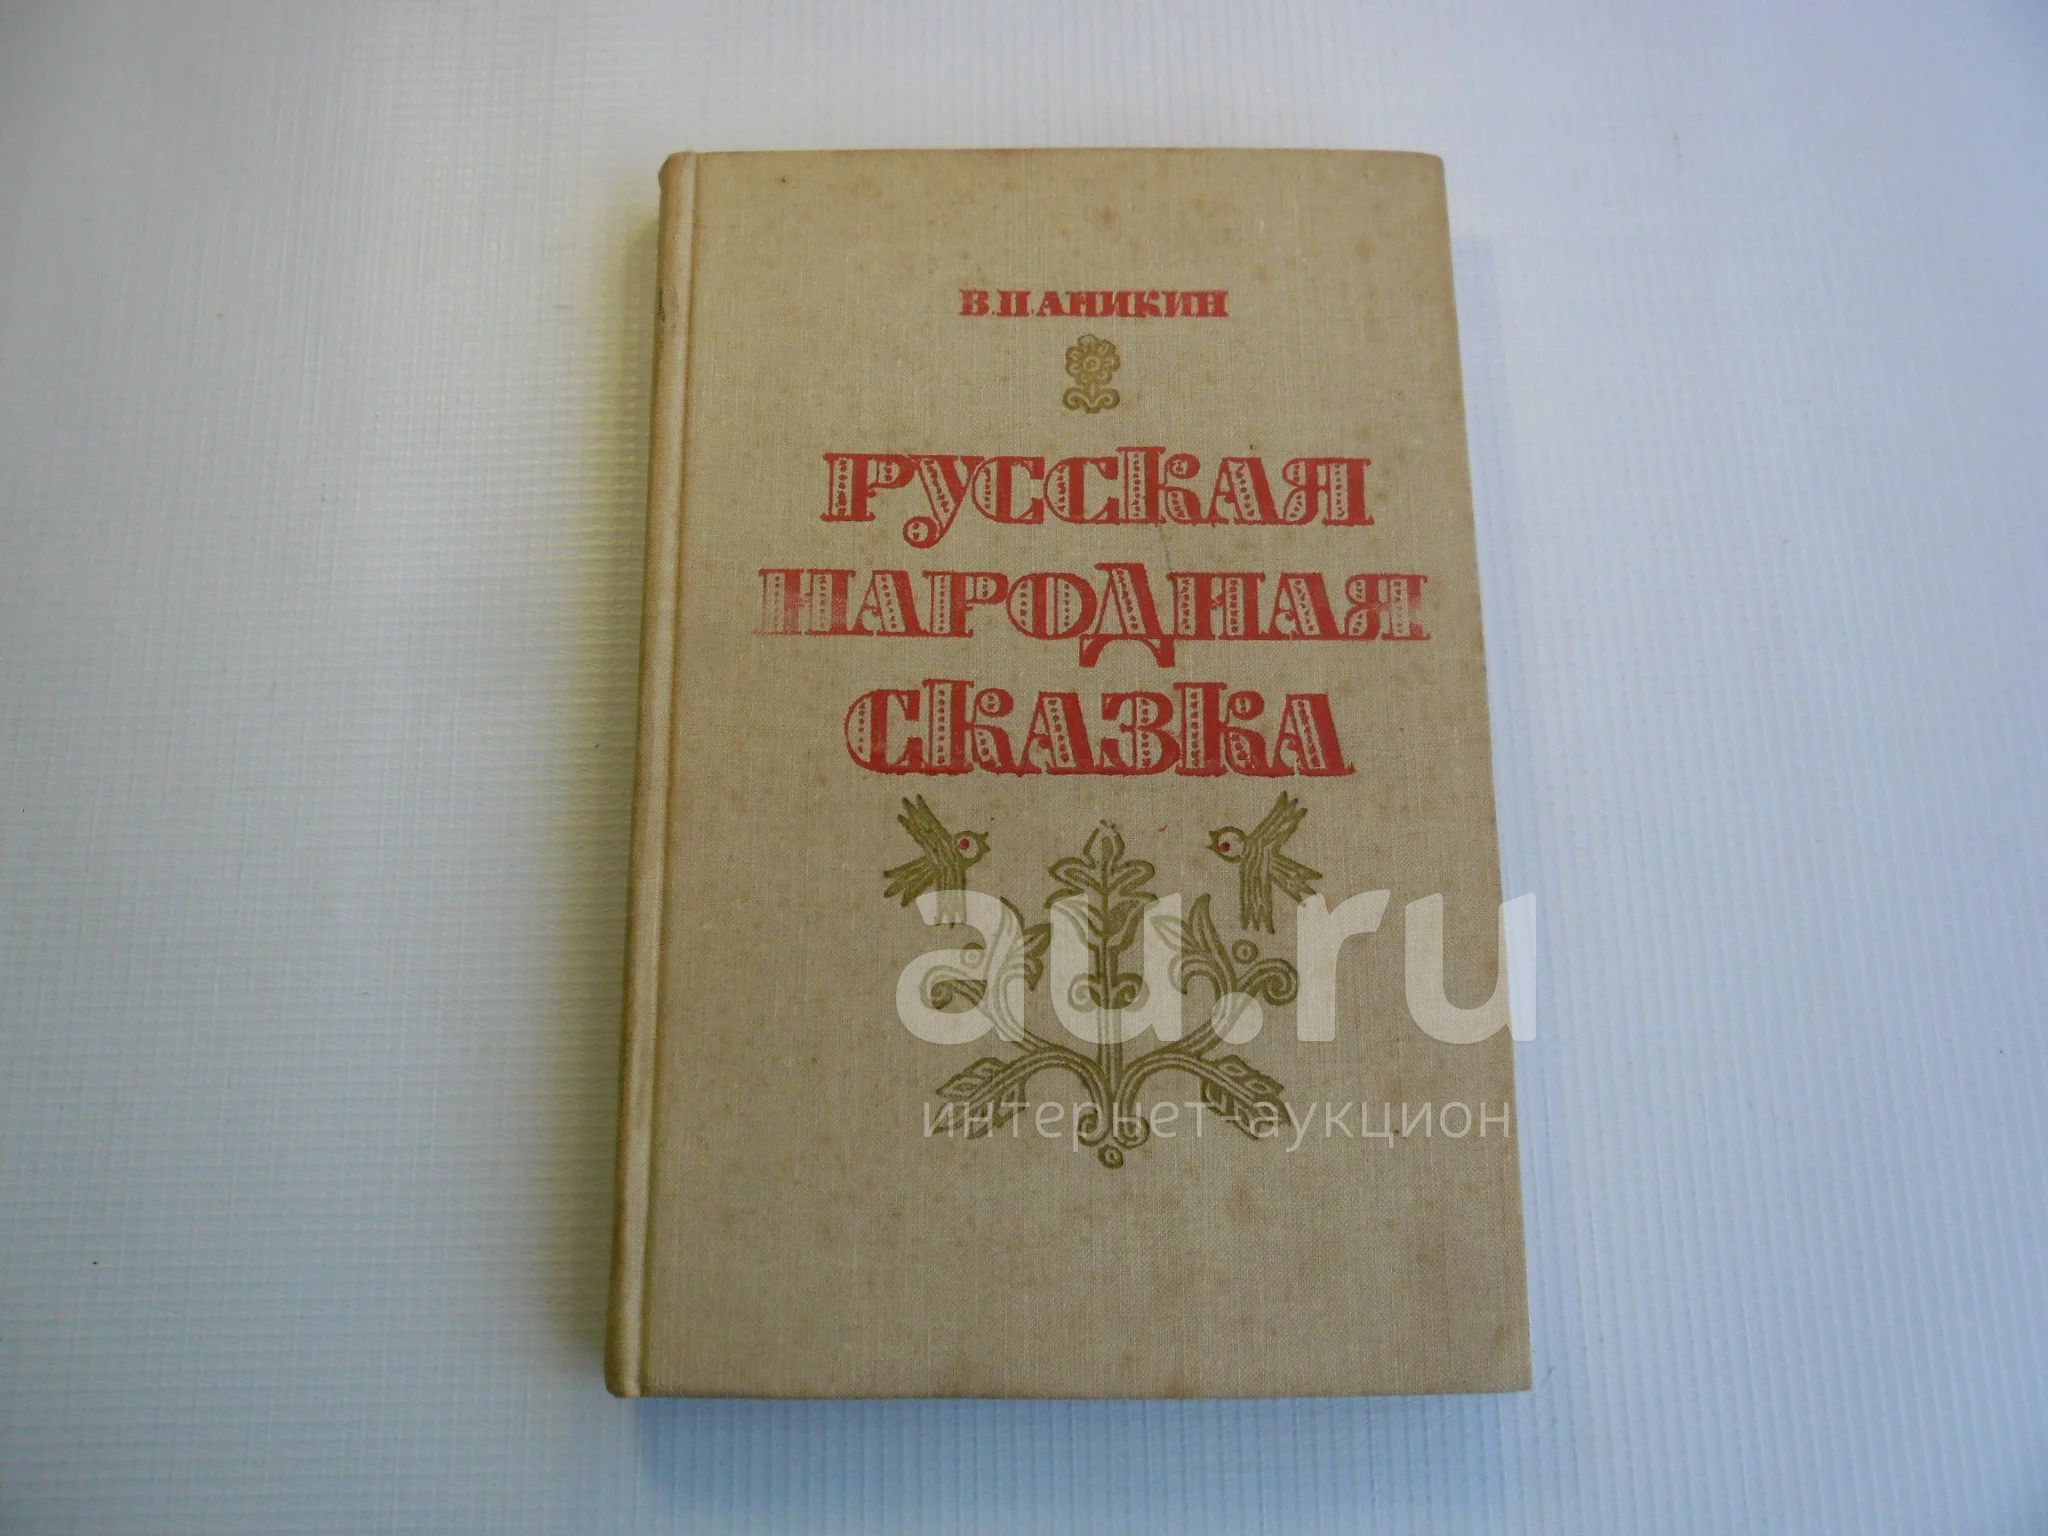 В.П.АНИКИН
РУССКАЯ
НАРОДНАЯ
СКАЗКА
au.ru
интернет-аукцион